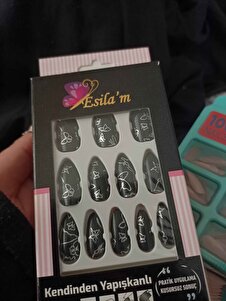 Esila'm
Kendinden Yapışkanlı
PRATİK UYGULAMA
KUSURSUZ SONUÇ